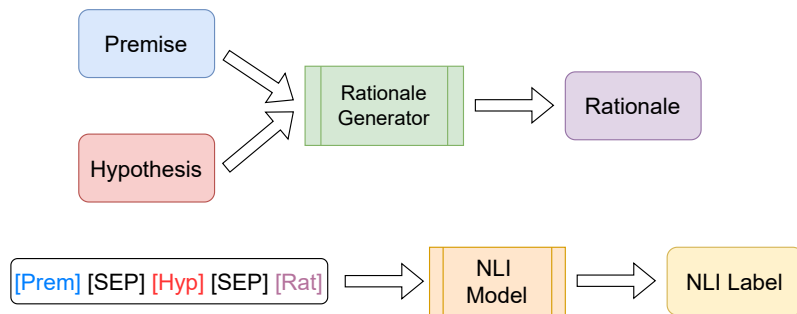 Premise
Hypothesis
Rationale
Generator
Rationale
[Prem] [SEP] [Hyp] [SEP] [Rat]
NLI
Model
NLI Label